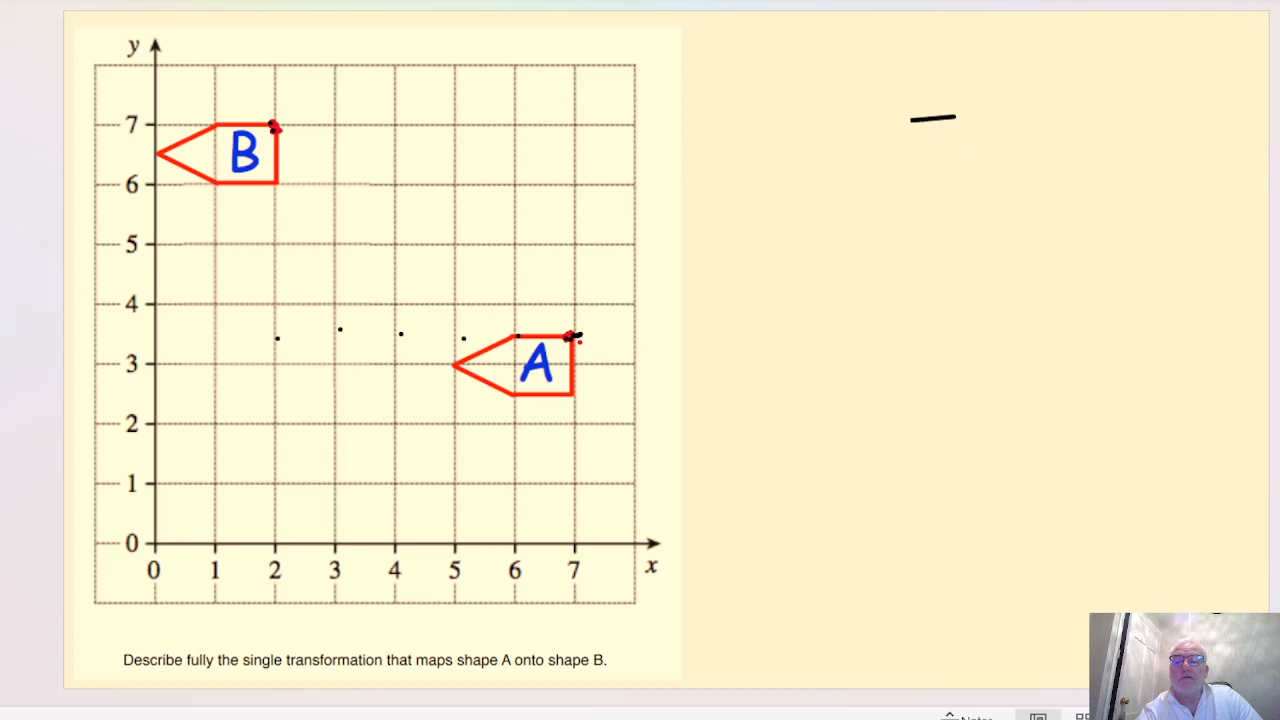 y
7
B
6
5
4
3
A
2
1
0
0 1 2 3 4 5 6 7 x
Describe fully the single transformation that maps shape A onto shape B.